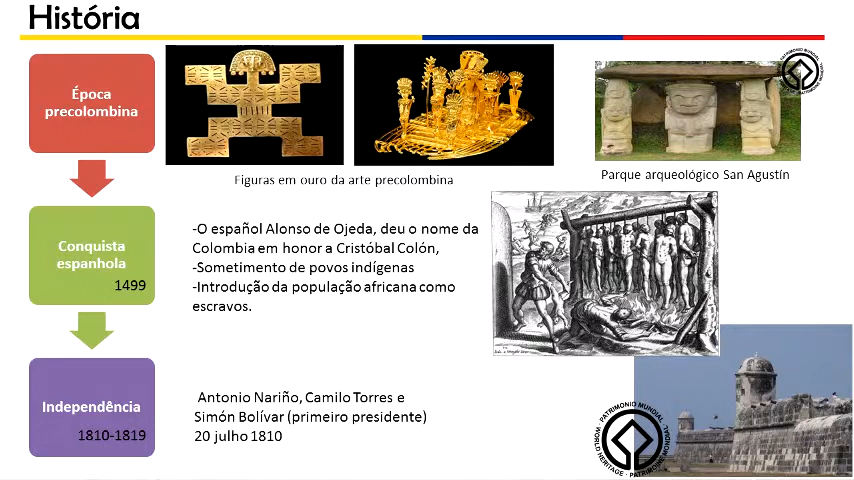 História
Época
precolombina
Figuras em ouro da arte precolombina
Parque arqueológico San Agustín
Conquista
espanhola
1499
-O español Alonso de Ojeda, deu o nome da
Colombia em honor a Cristóbal Colón,
-Sometimento de povos indígenas
-Introdução da população africana como
escravos.
Independência
1810-1819
Antonio Nariño, Camilo Torres e
Simón Bolívar (primeiro presidente)
20 julho 1810
PATRIMONIO MUNDIAL
WORLD HERITAGE
PATRIMOINE MONDIAL